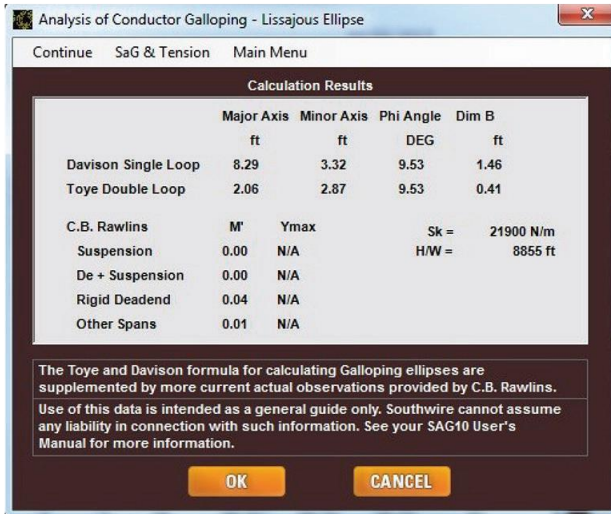 Analysis of Conductor Galloping - Lissajous Ellipse
Continue SaG & Tension Main Menu
Calculation Results
Major Axis Minor Axis Phi Angle Dim B
ft ft DEG ft
Davison Single Loop 8.29 3.32 9.53 1.46
Toye Double Loop 2.06 2.87 9.53 0.41
C.B. Rawlins M' Ymax Sk = 21900 N/m
Suspension 0.00 N/A H/W = 8855 ft
De + Suspension 0.00 N/A
Rigid Deadend 0.04 N/A
Other Spans 0.01 N/A
The Toye and Davison formula for calculating Galloping ellipses are
supplemented by more current actual observations provided by C.B. Rawlins.
Use of this data is intended as a general guide only. Southwire cannot assume
any liability in connection with such information. See your SAG10 User's
Manual for more information.
OK CANCEL